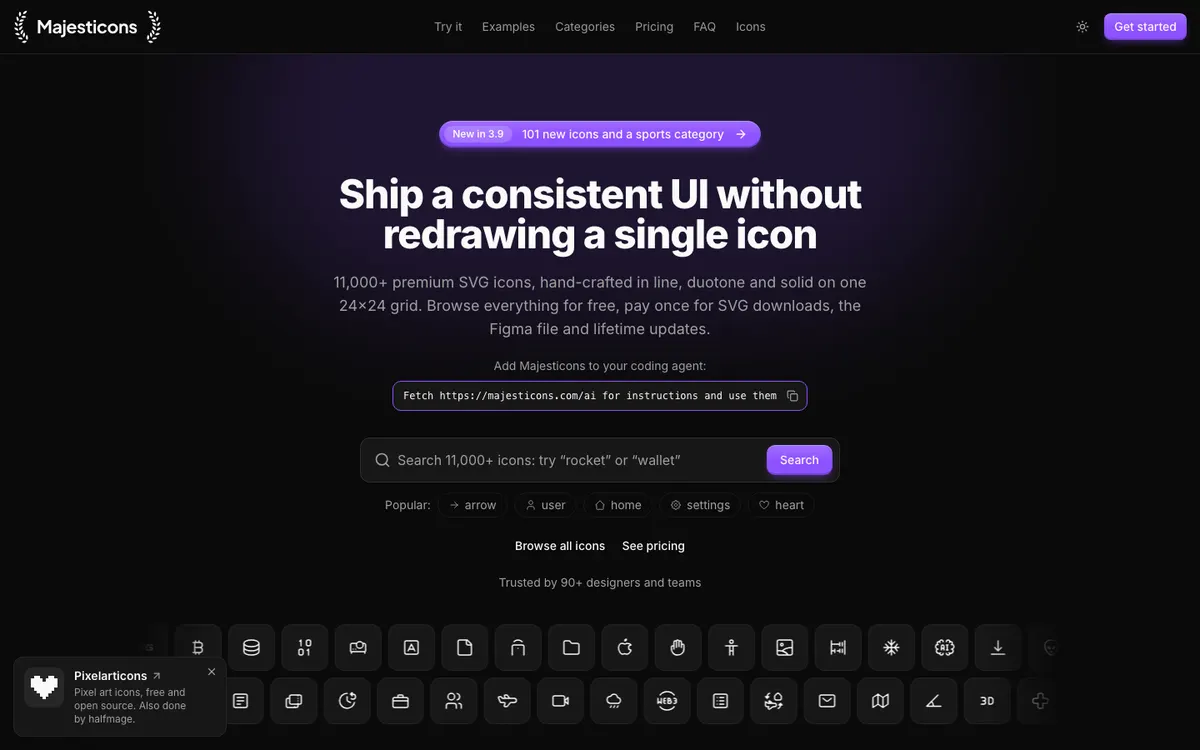 Majesticons
Try it
Examples
Categories
Pricing
FAQ
Icons
Get started
New in 3.9
101 new icons and a sports category
Ship a consistent UI without
redrawing a single icon
11,000+ premium SVG icons, hand-crafted in line, duotone and solid on one
24×24 grid. Browse everything for free, pay once for SVG downloads, the
Figma file and lifetime updates.
Add Majesticons to your coding agent:
Fetch https://majesticons.com/ai for instructions and use them
Search 11,000+ icons: try “rocket” or “wallet”
Search
Popular:
arrow
user
home
settings
heart
Browse all icons
See pricing
Trusted by 90+ designers and teams
AI
WEB3
3D
Pixelarticons
Pixel art icons, free and
open source. Also done
by halfmage.